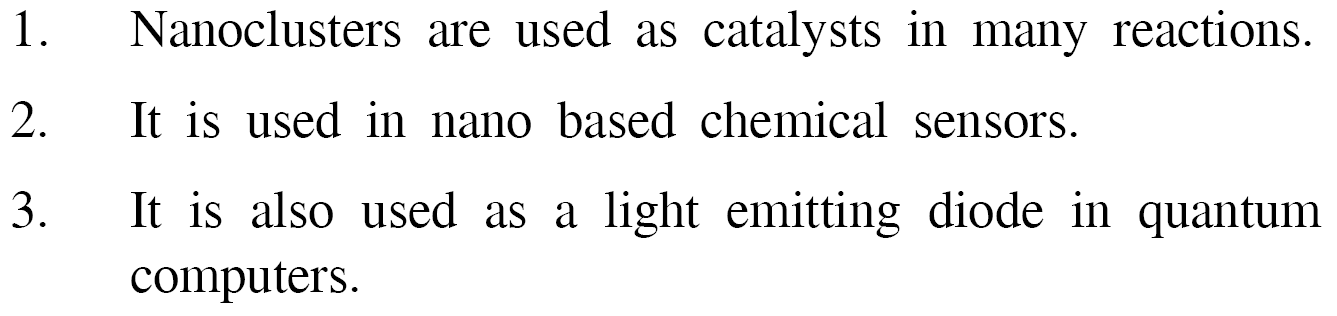 1. Nanoclusters are used as catalysts in many reactions.
2. It is used in nano based chemical sensors.
3. It is also used as a light emitting diode in quantum
computers.